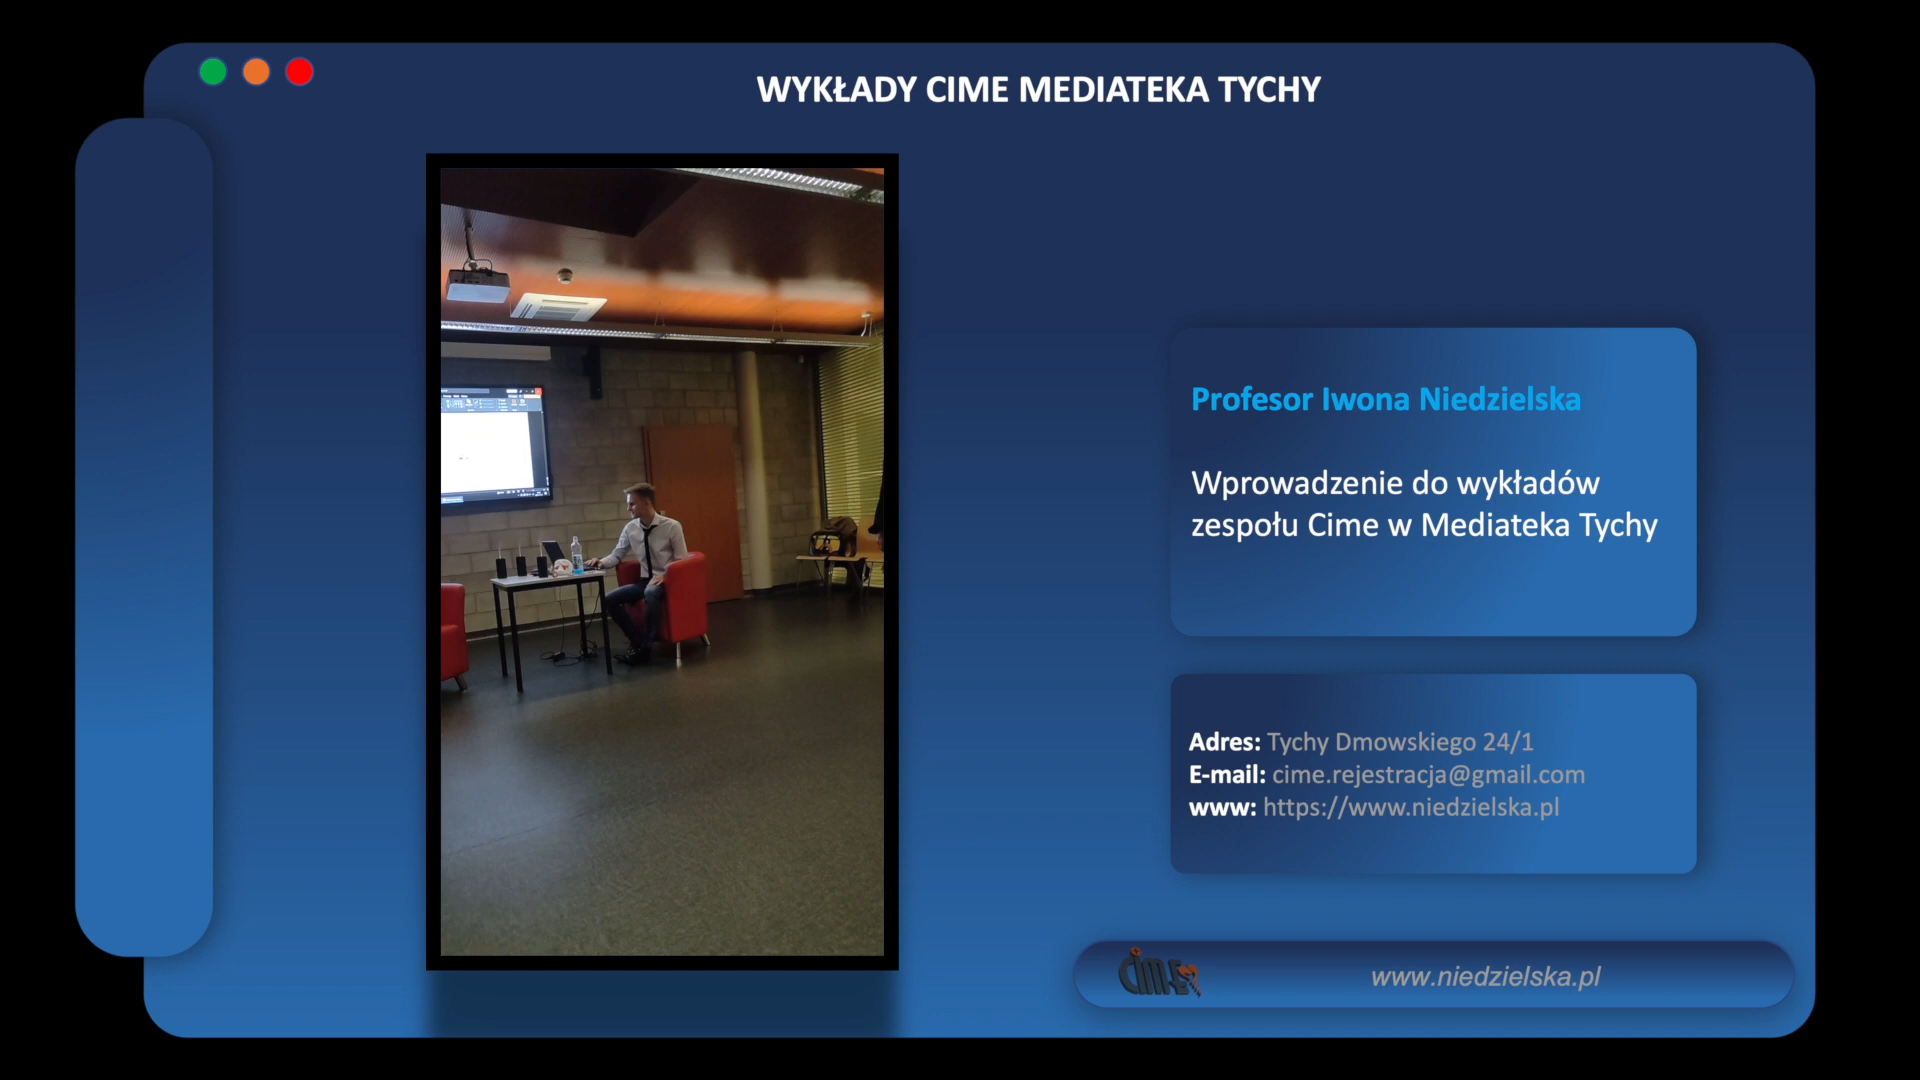 WYKŁADY CIME MEDIATEKA TYCHY
Profesor Iwona Niedzielska
Wprowadzenie do wykładów
zespołu Cime w Mediateka Tychy
Adres: Tychy Dmowskiego 24/1
E-mail: cime.rejestracja@gmail.com
www: https://www.niedzielska.pl
cime
www.niedzielska.pl